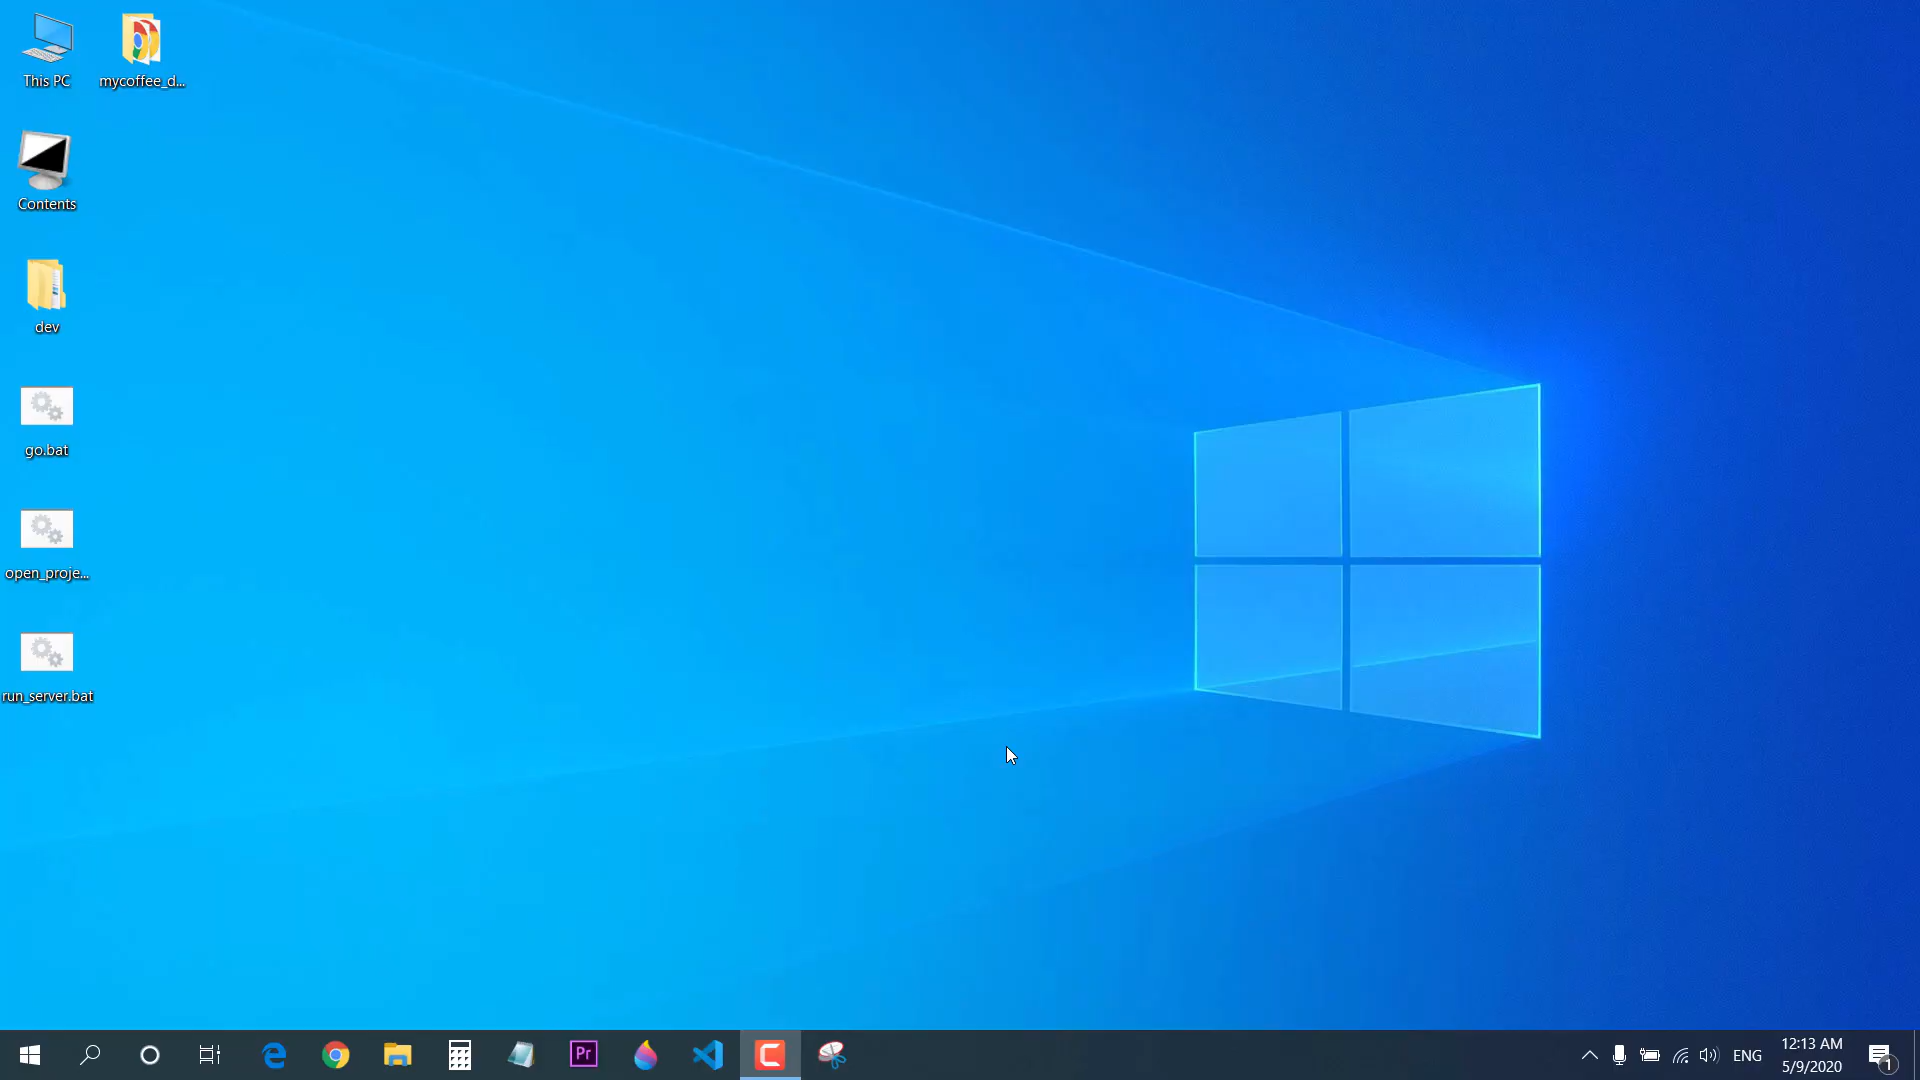 This PC
mycoffee_d...
Contents
dev
go.bat
open_proje...
run_server.bat
Pr
ENG
12:13 AM
5/9/2020
1